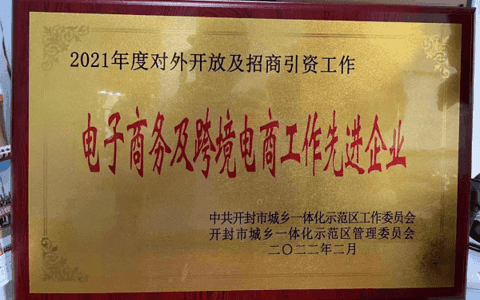 2021年度对外开放及招商引资工作
电子商务及跨境电商工作先进企业
中共开封市城乡一体化示范区工作委员会
开封市城乡一体化示范区管理委员会
二〇二二年二月